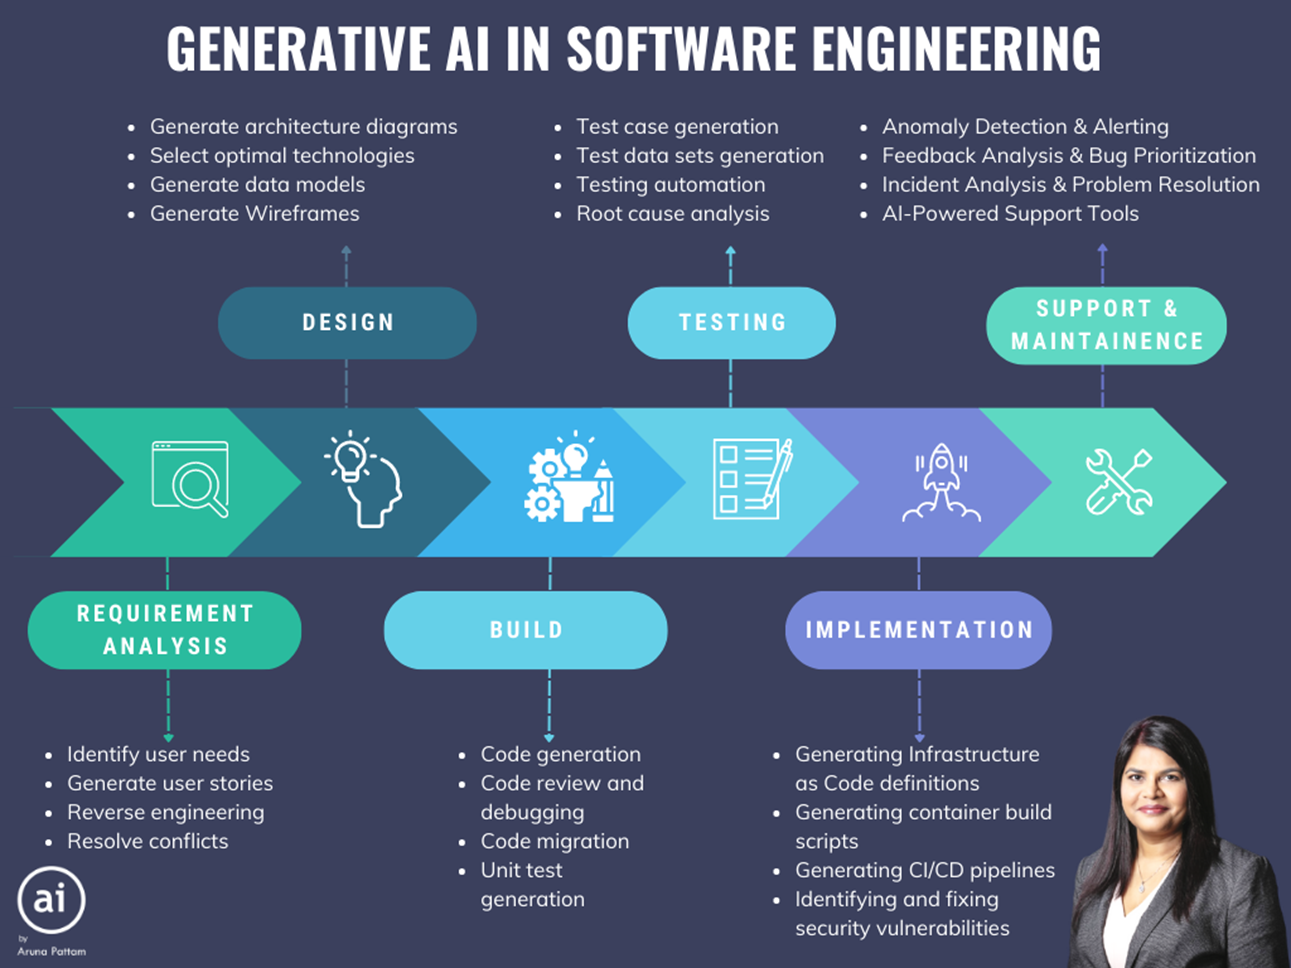 GENERATIVE AI IN SOFTWARE ENGINEERING
• Generate architecture diagrams
• Select optimal technologies
• Generate data models
• Generate Wireframes
• Test case generation
• Test data sets generation
• Testing automation
• Root cause analysis
• Anomaly Detection & Alerting
• Feedback Analysis & Bug Prioritization
• Incident Analysis & Problem Resolution
• AI-Powered Support Tools
DESIGN
TESTING
SUPPORT &
MAINTAINENCE
REQUIREMENT
ANALYSIS
BUILD
IMPLEMENTATION
• Identify user needs
• Generate user stories
• Reverse engineering
• Resolve conflicts
• Code generation
• Code review and
debugging
• Code migration
• Unit test
generation
• Generating Infrastructure
as Code definitions
• Generating container build
scripts
• Generating CI/CD pipelines
• Identifying and fixing
security vulnerabilities
ai
by
Aruna Pattam